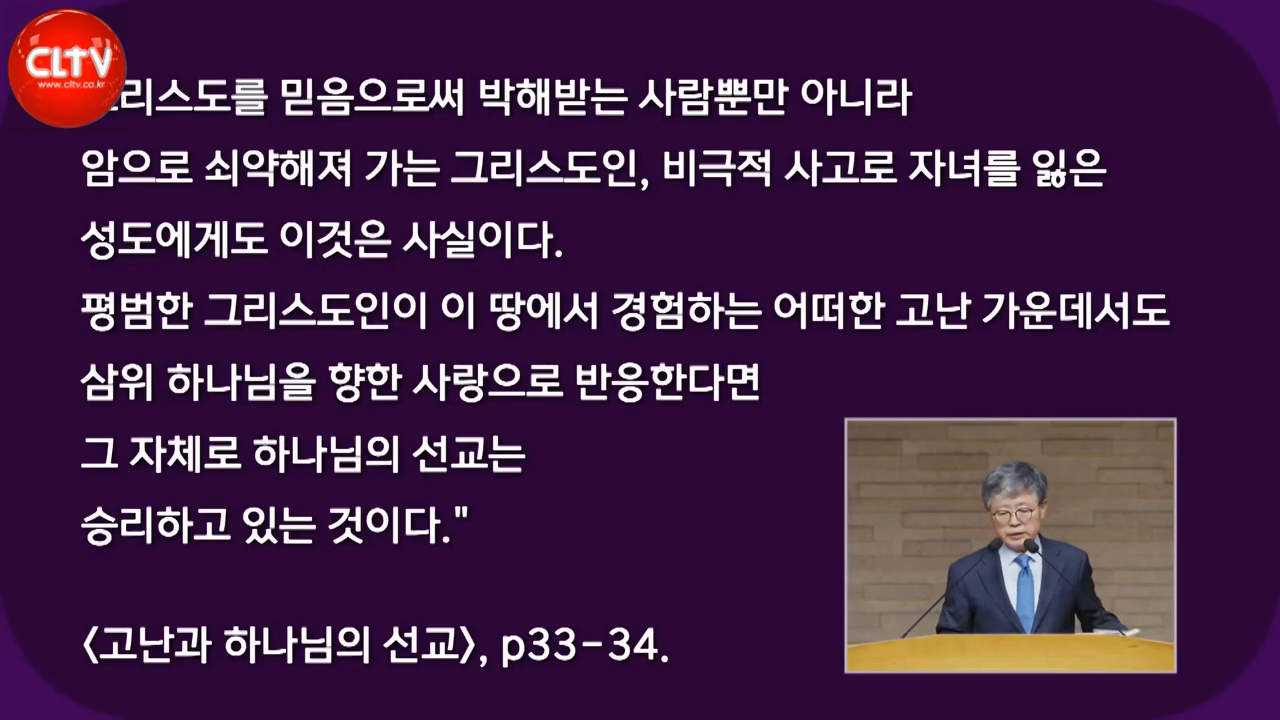 CLTV
www.cltv.co.kr
리스도를 믿음으로써 박해받는 사람뿐만 아니라
암으로 쇠약해져 가는 그리스도인, 비극적 사고로 자녀를 잃은
성도에게도 이것은 사실이다.
평범한 그리스도인이 이 땅에서 경험하는 어떠한 고난 가운데서도
삼위 하나님을 향한 사랑으로 반응한다면
그 자체로 하나님의 선교는
승리하고 있는 것이다."
〈고난과 하나님의 선교〉, p33-34.